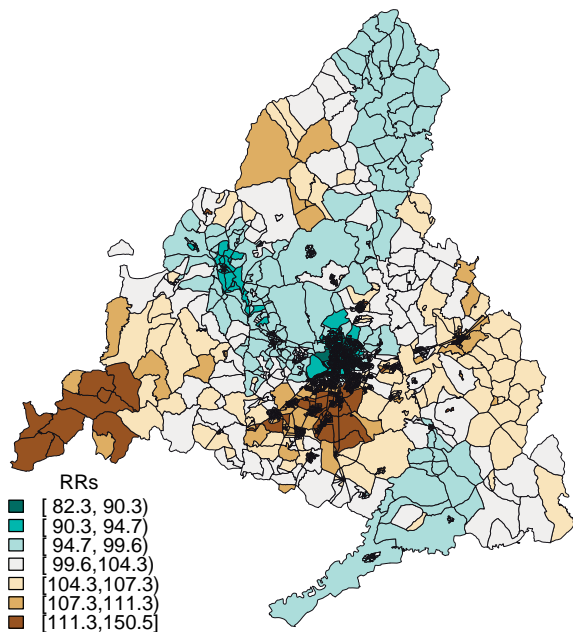 RRs
[ 82.3, 90.3)
[ 90.3, 94.7)
[ 94.7, 99.6)
[ 99.6,104.3)
[104.3,107.3)
[107.3,111.3)
[111.3,150.5]